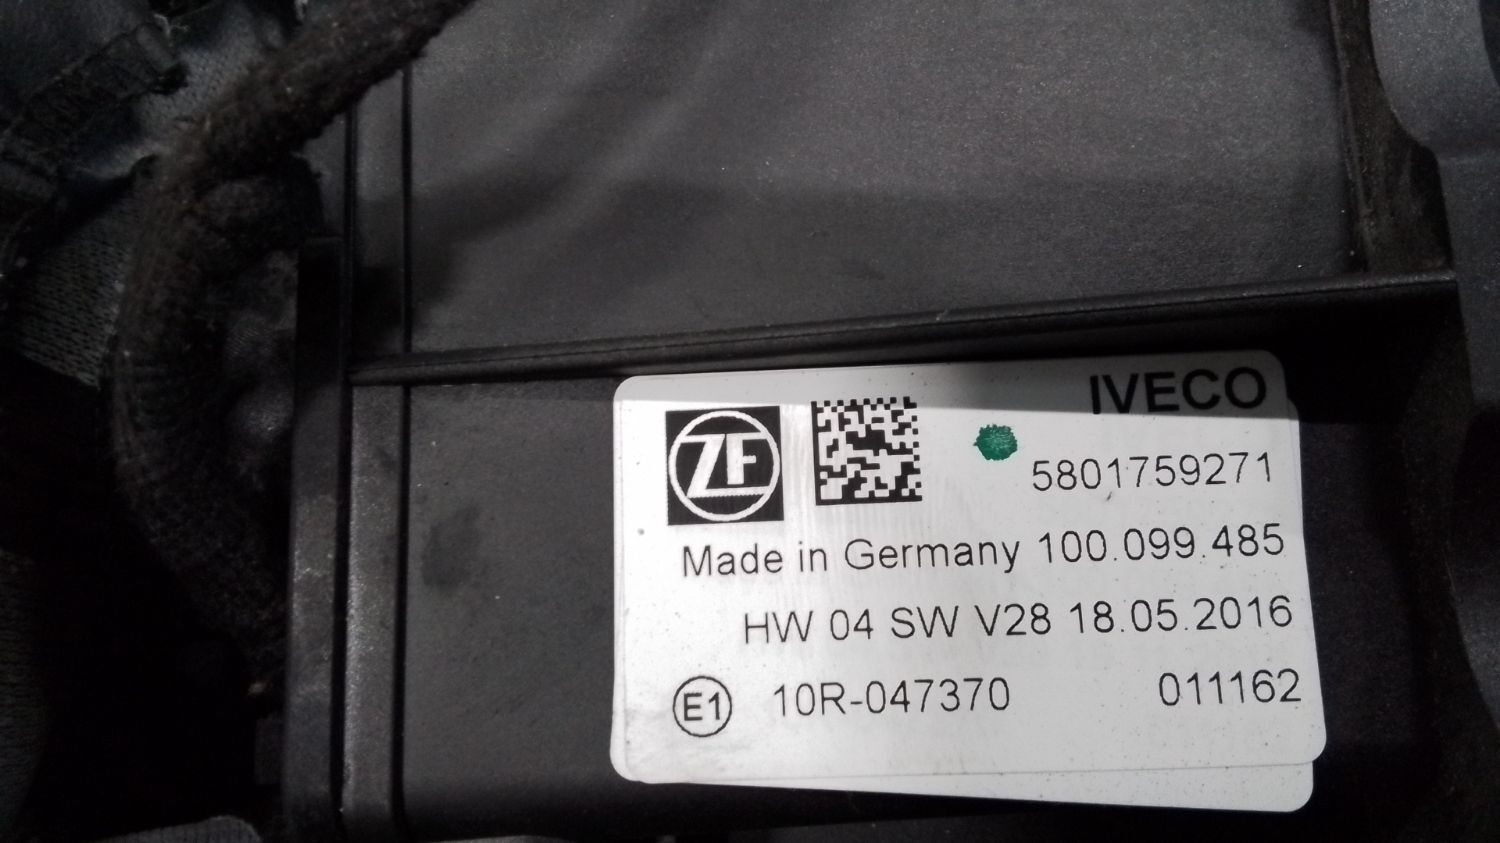 IVECO
ZF
5801759271
Made in Germany 100.099.485
HW 04 SW V28 18.05.2016
E1 10R-047370 011162